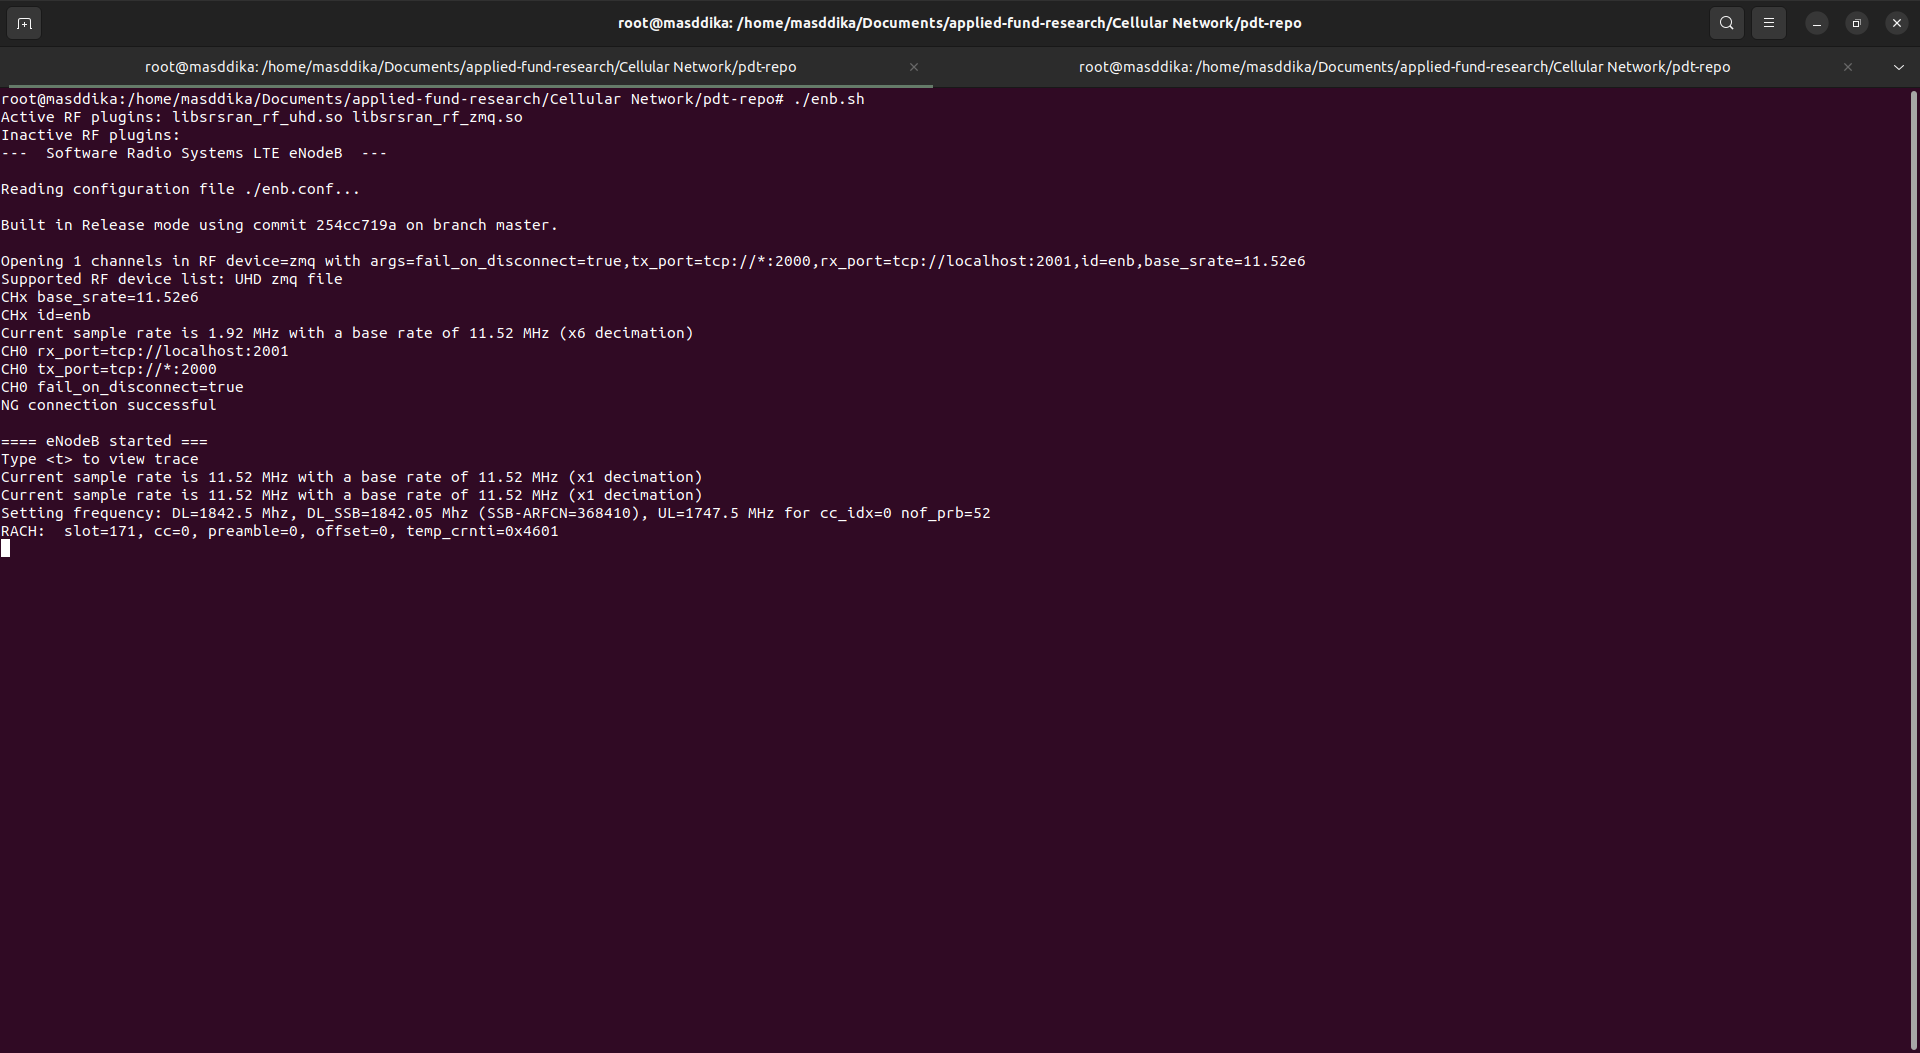 root@masddika: /home/masddika/Documents/applied-fund-research/Cellular Network/pdt-repo
root@masddika: /home/masddika/Documents/applied-fund-research/Cellular Network/pdt-repo
root@masddika: /home/masddika/Documents/applied-fund-research/Cellular Network/pdt-repo
root@masddika:/home/masddika/Documents/applied-fund-research/Cellular Network/pdt-repo# ./enb.sh
Active RF plugins: libsrsran_rf_uhd.so libsrsran_rf_zmq.so
Inactive RF plugins:
---  Software Radio Systems LTE eNodeB  ---
Reading configuration file ./enb.conf...
Built in Release mode using commit 254cc719a on branch master.
Opening 1 channels in RF device=zmq with args=fail_on_disconnect=true,tx_port=tcp://*:2000,rx_port=tcp://localhost:2001,id=enb,base_srate=11.52e6
Supported RF device list: UHD zmq file
CHx base_srate=11.52e6
CHx id=enb
Current sample rate is 1.92 MHz with a base rate of 11.52 MHz (x6 decimation)
CH0 rx_port=tcp://localhost:2001
CH0 tx_port=tcp://*:2000
CH0 fail_on_disconnect=true
NG connection successful
==== eNodeB started ===
Type <t> to view trace
Current sample rate is 11.52 MHz with a base rate of 11.52 MHz (x1 decimation)
Current sample rate is 11.52 MHz with a base rate of 11.52 MHz (x1 decimation)
Setting frequency: DL=1842.5 Mhz, DL_SSB=1842.05 Mhz (SSB-ARFCN=368410), UL=1747.5 MHz for cc_idx=0 nof_prb=52
RACH:  slot=171, cc=0, preamble=0, offset=0, temp_crnti=0x4601